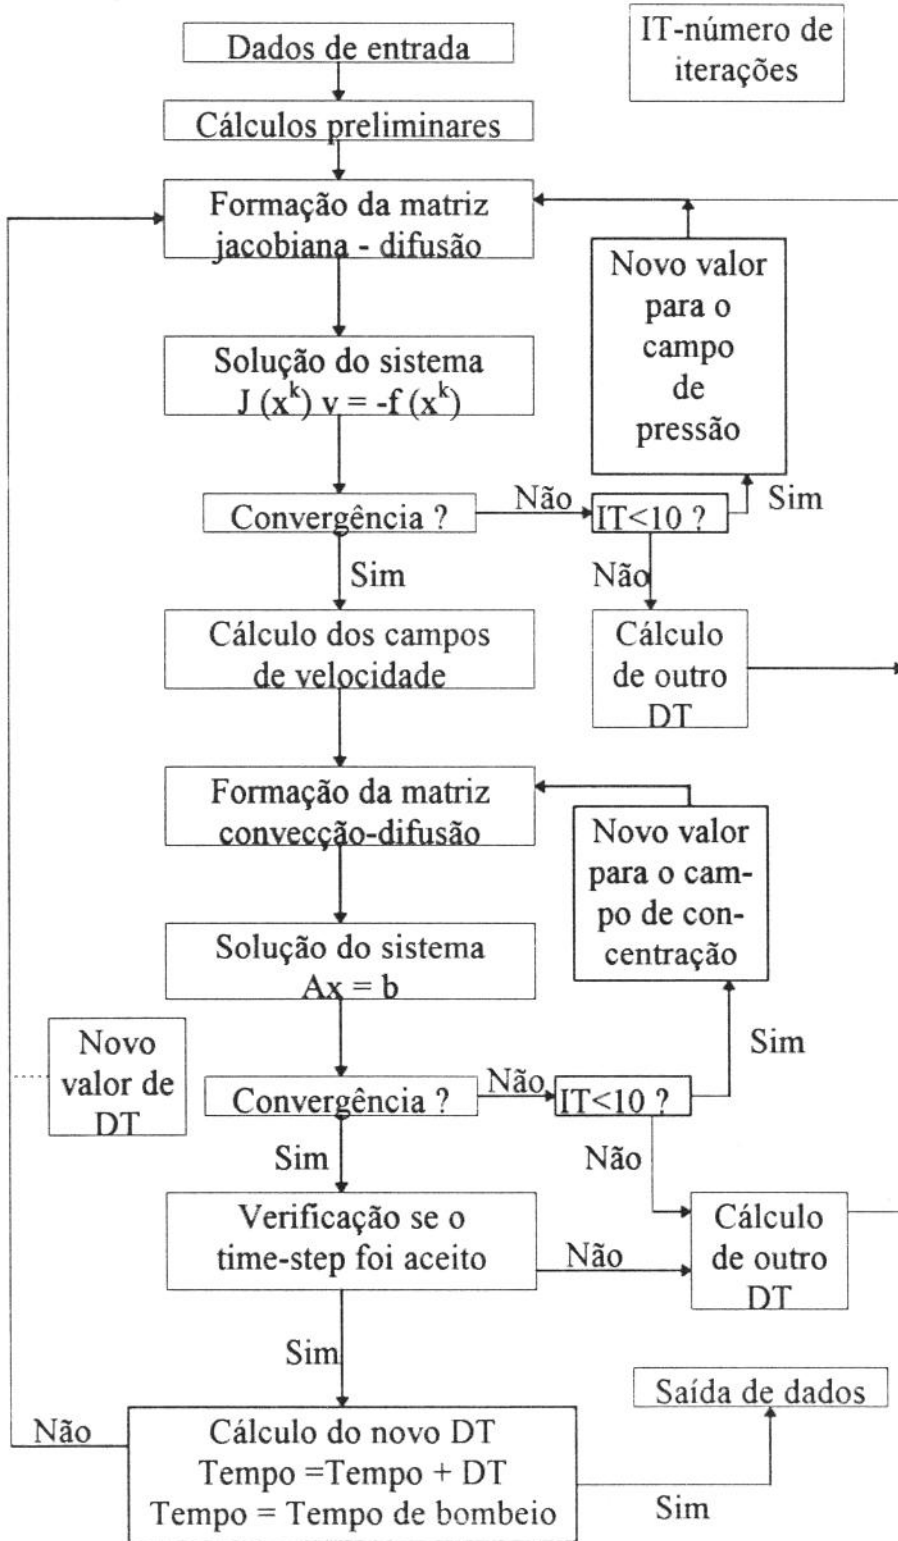 Dados de entrada
IT-número de
iterações
Cálculos preliminares
Formação da matriz
jacobiana - difusão
Novo valor
para o
campo
de
pressão
Solução do sistema
J (x^k) v = -f (x^k)
Convergência ?
Não
IT<10 ?
Sim
Sim
Não
Cálculo dos campos
de velocidade
Cálculo
de outro
DT
Formação da matriz
convecção-difusão
Novo valor
para o cam-
po de con-
centração
Solução do sistema
Ax = b
Novo
valor de
DT
Sim
Convergência ?
Não
IT<10 ?
Sim
Não
Verificação se o
time-step foi aceito
Não
Cálculo
de outro
DT
Sim
Saída de dados
Não
Cálculo do novo DT
Tempo =Tempo + DT
Tempo = Tempo de bombeio
Sim